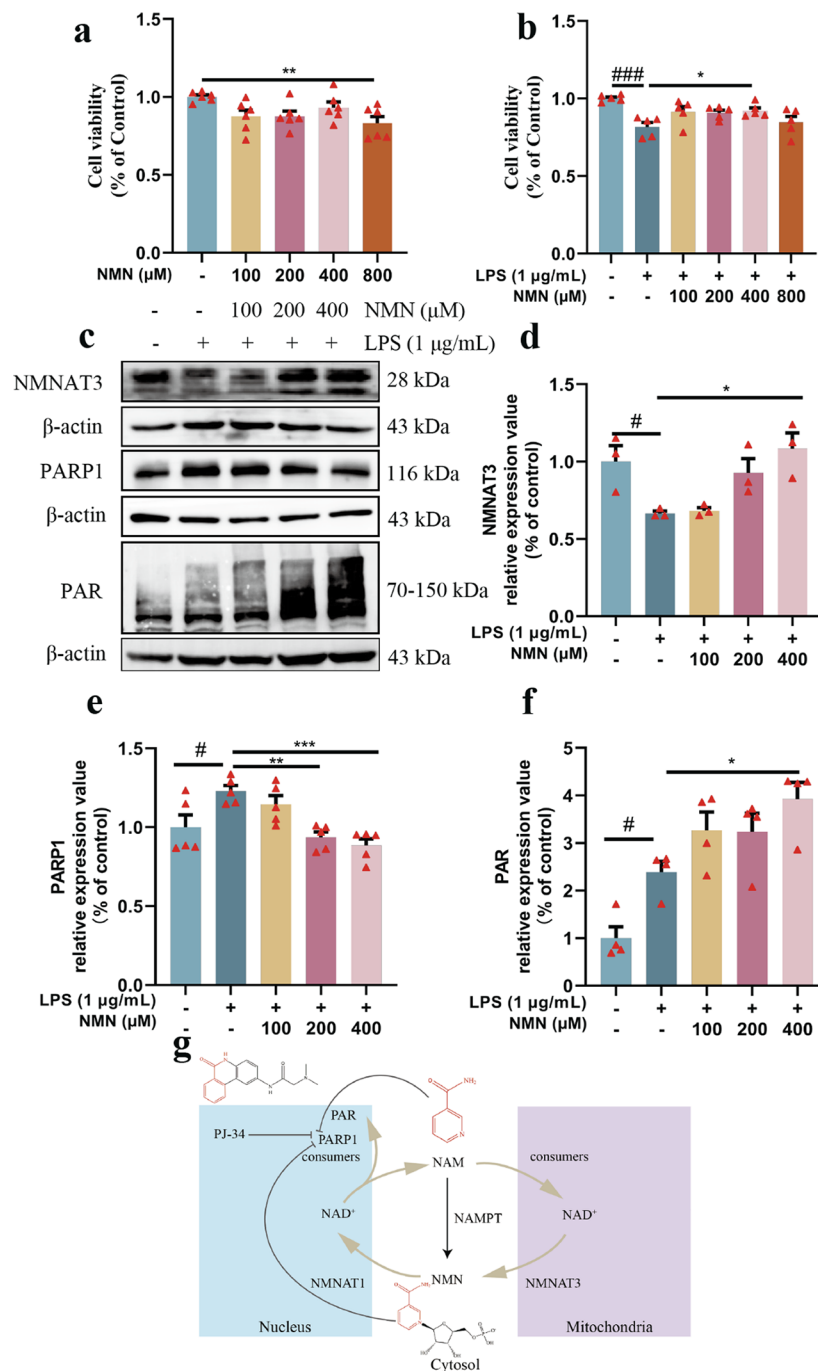 a
Cell viability
(% of Control)
1.5
1.0
0.5
0.0
**
NMN (μM)
- 100 200 400 800
b
Cell viability
(% of Control)
1.5
1.0
0.5
0.0
###
*
LPS (1 μg/mL) - + + + + +
NMN (μM) - - 100 200 400 800
c
- - 100 200 400 NMN (μM)
- + + + + LPS (1 μg/mL)
NMNAT3 28 kDa
β-actin 43 kDa
PARP1 116 kDa
β-actin 43 kDa
PAR 70-150 kDa
β-actin 43 kDa
d
NMNAT3
relative expression value
(% of control)
1.5
1.0
0.5
0.0
#
*
LPS (1 μg/mL) - + + + +
NMN (μM) - - 100 200 400
e
PARP1
relative expression value
(% of control)
1.5
1.0
0.5
0.0
#
***
**
LPS (1 μg/mL) - + + + +
NMN (μM) - - 100 200 400
f
PAR
relative expression value
(% of control)
5
4
3
2
1
0
#
*
LPS (1 μg/mL) - + + + +
NMN (μM) - - 100 200 400
g
O H N N H O N
O NH₂ N
PAR
PJ-34
PARP1
consumers
NAM
consumers
NAD⁺
NAMPT
NAD⁺
NMNAT1
NMN
NMNAT3
O NH₂ N⁺ O O P O O⁻ O⁻ HO OH
Nucleus
Cytosol
Mitochondria